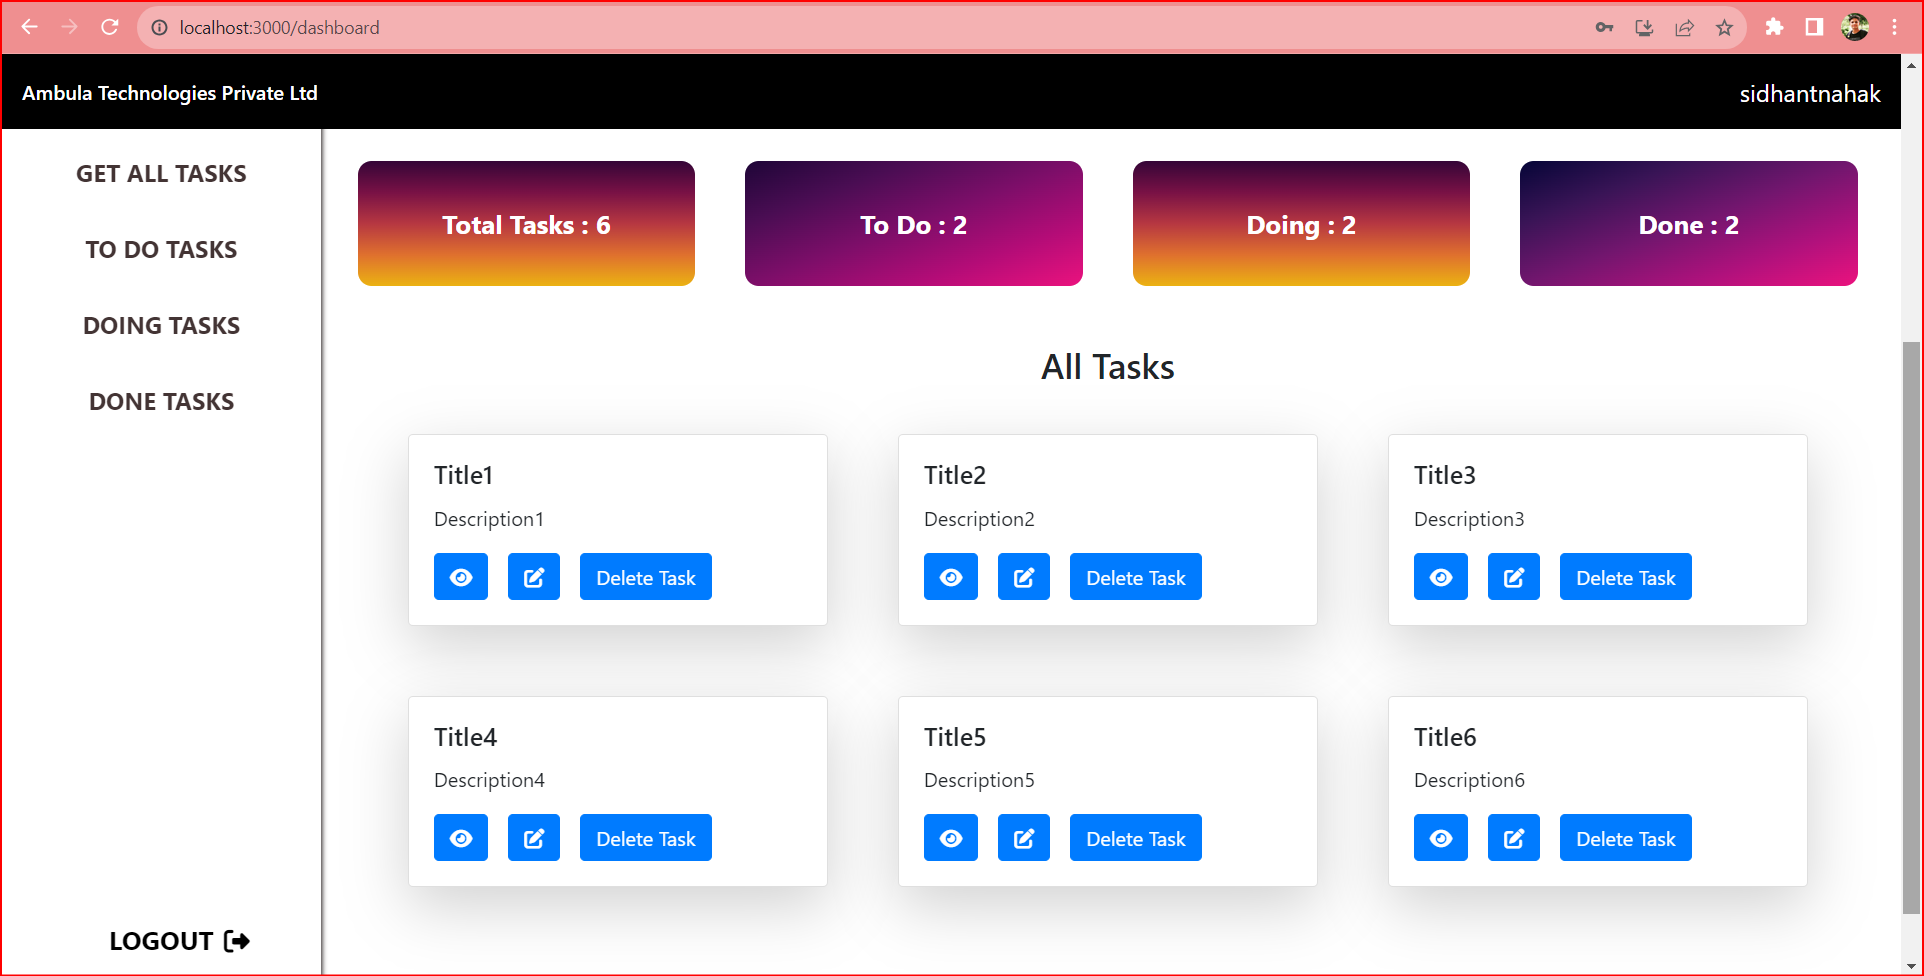 localhost:3000/dashboard
Ambula Technologies Private Ltd
sidhantnahak
GET ALL TASKS
TO DO TASKS
DOING TASKS
DONE TASKS
LOGOUT
Total Tasks : 6
To Do : 2
Doing : 2
Done : 2
All Tasks
Title1
Description1
Delete Task
Title2
Description2
Delete Task
Title3
Description3
Delete Task
Title4
Description4
Delete Task
Title5
Description5
Delete Task
Title6
Description6
Delete Task